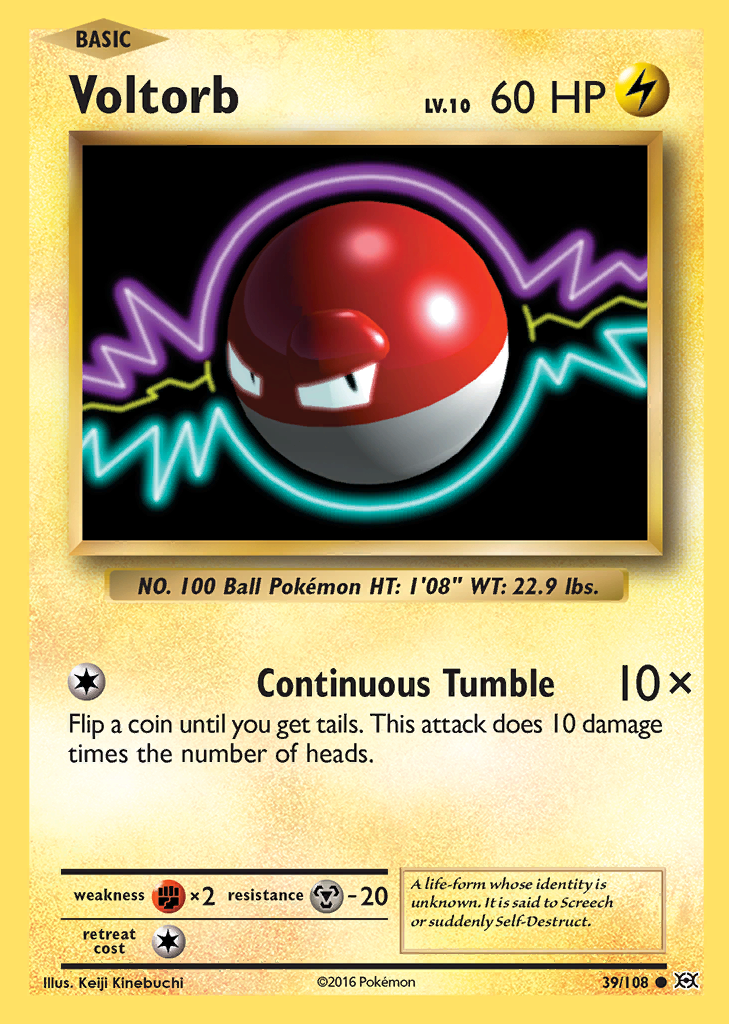 BASIC
Voltorb LV.10 60 HP
NO. 100 Ball Pokémon HT: 1'08" WT: 22.9 lbs.
Continuous Tumble 10×
Flip a coin until you get tails. This attack does 10 damage
times the number of heads.
weakness ×2 resistance -20
retreat
cost
A life-form whose identity is
unknown. It is said to Screech
or suddenly Self-Destruct.
Illus. Keiji Kinebuchi ©2016 Pokémon 39/108